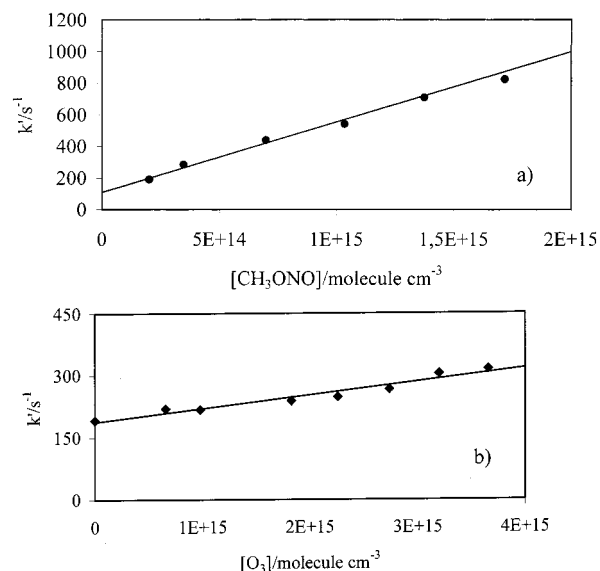 1200
1000
800
600
400
200
0
k'/s⁻¹
a)
0 5E+14 1E+15 1,5E+15 2E+15
[CH₃ONO]/molecule cm⁻³
450
300
150
0
k'/s⁻¹
b)
0 1E+15 2E+15 3E+15 4E+15
[O₃]/molecule cm⁻³